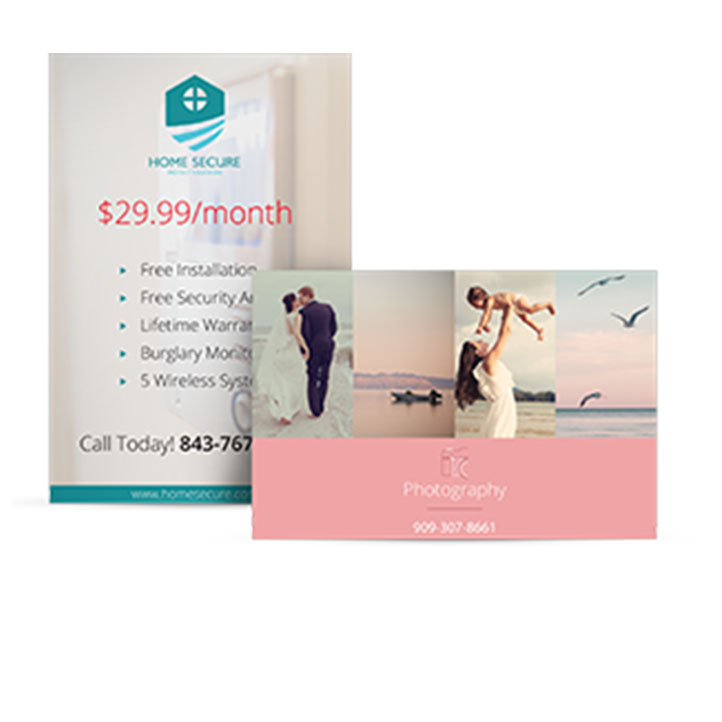 HOME SECURE
$29.99/month
Free Installation
Free Security A
Lifetime Warra
Burglary Monit
5 Wireless Syst
Call Today! 843-767
www.homesecure.co
Photography
909-307-8661